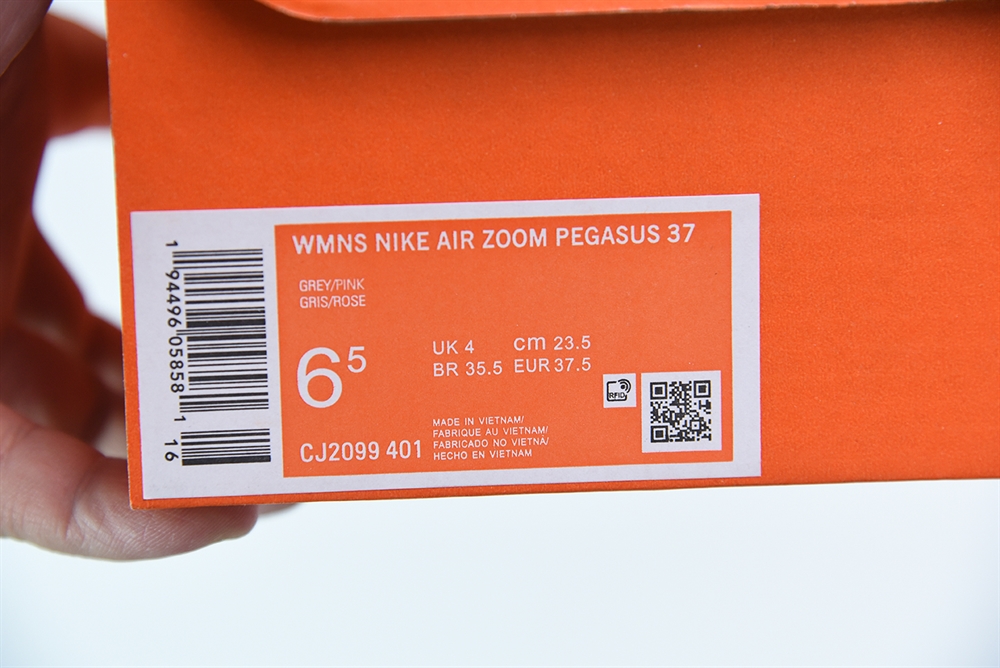 WMNS NIKE AIR ZOOM PEGASUS 37
GREY/PINK
GRIS/ROSE
6⁵
UK 4 cm 23.5
BR 35.5 EUR 37.5
RFID
MADE IN VIETNAM/
FABRIQUE AU VIETNAM/
FABRICADO NO VIETNÃ/
HECHO EN VIETNAM
CJ2099 401
1 94496 05858 1 16